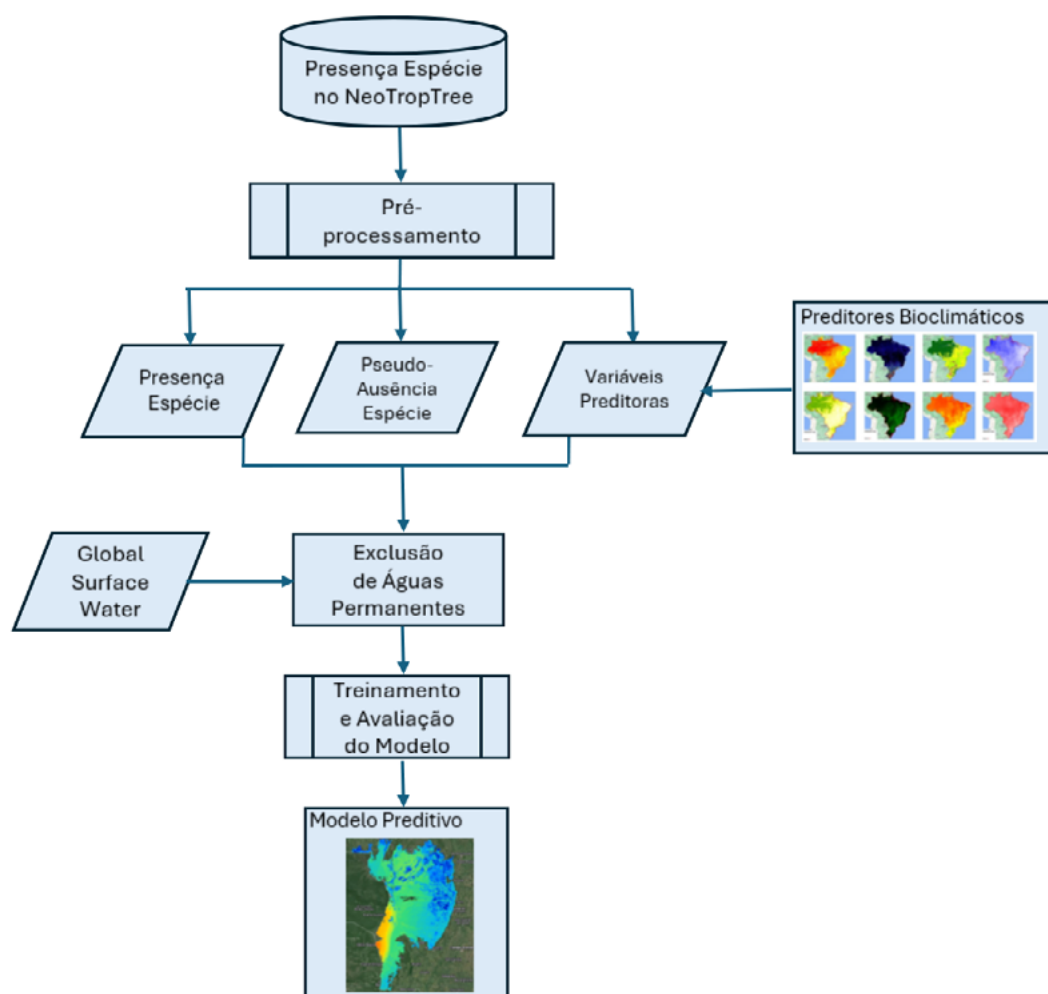 Presença Espécie
no NeoTropTree
Pré-
processamento
Preditores Bioclimáticos
Presença
Espécie
Pseudo-
Ausência
Espécie
Variáveis
Preditoras
Global
Surface
Water
Exclusão
de Águas
Permanentes
Treinamento
e Avaliação
do Modelo
Modelo Preditivo